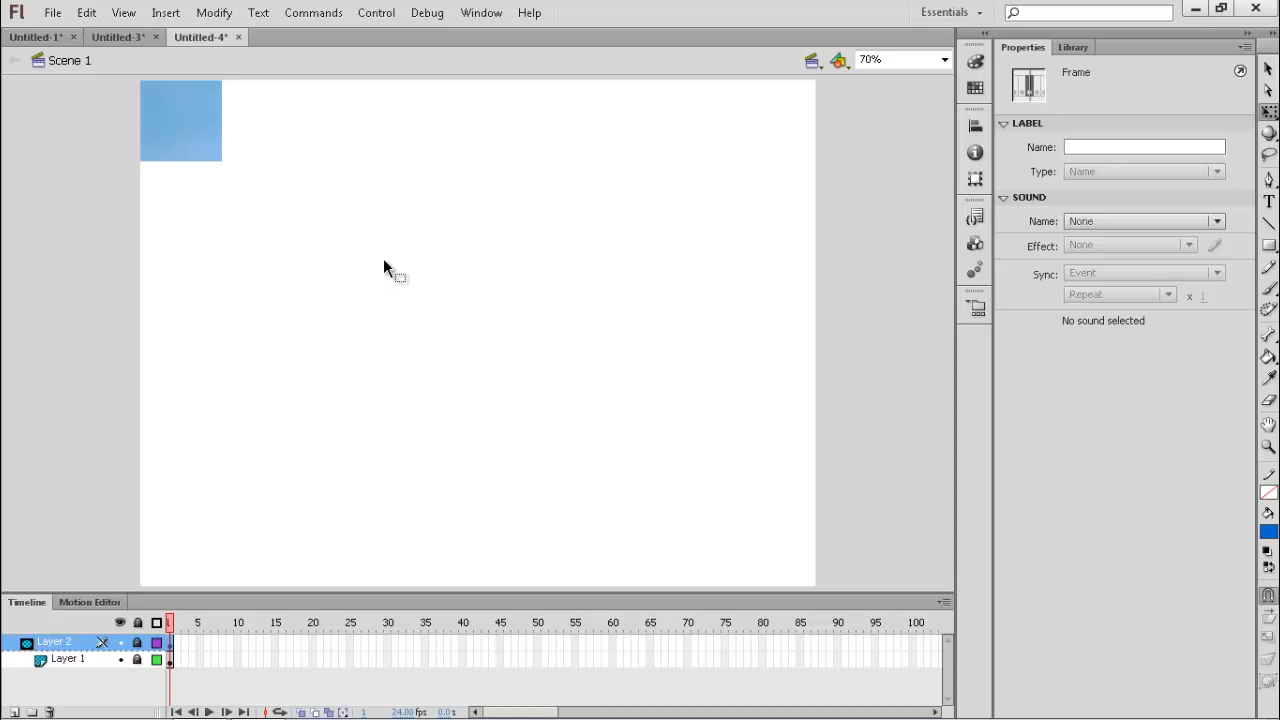 Fl File Edit View Insert Modify Text Commands Control Debug Window Help Essentials
Untitled-1* × Untitled-3* × Untitled-4* ×
Scene 1 70%
Properties Library
Frame
LABEL
Name:
Type: Name
SOUND
Name: None
Effect: None
Sync: Event
Repeat x 1
No sound selected
Timeline Motion Editor
1 5 10 15 20 25 30 35 40 45 50 55 60 65 70 75 80 85 90 95 100
Layer 2
Layer 1
1 24.00 fps 0.0 s